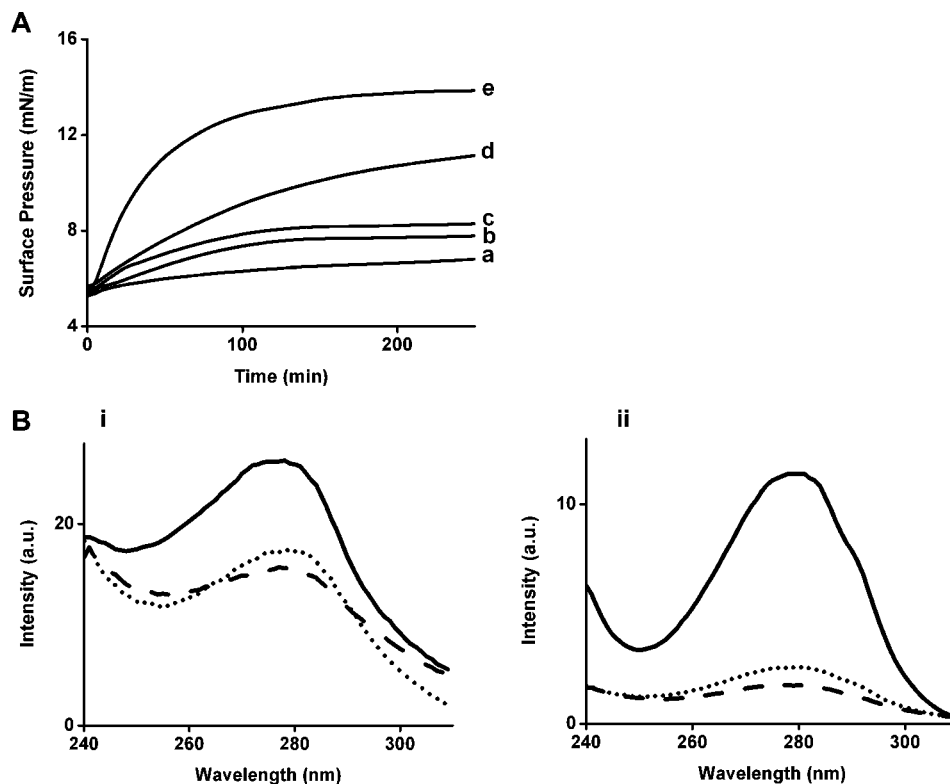 A
16
12
8
4
Surface Pressure (mN/m)
e
d
c
b
a
0 100 200
Time (min)
B
i
20
0
Intensity (a.u.)
240 260 280 300
Wavelength (nm)
ii
10
0
Intensity (a.u.)
240 260 280 300
Wavelength (nm)